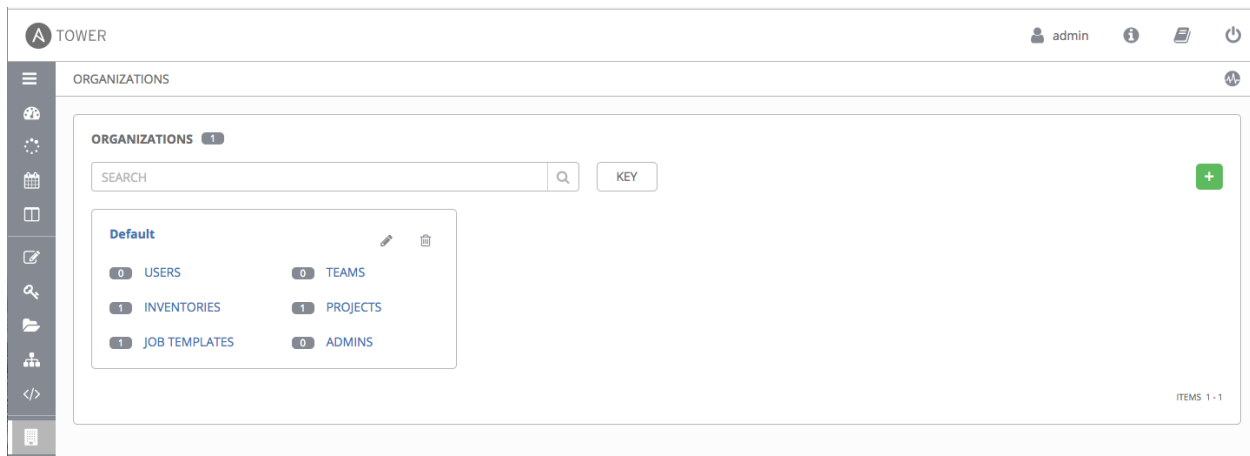 A TOWER
admin
ORGANIZATIONS
ORGANIZATIONS 1
SEARCH
KEY
+
Default
0 USERS 0 TEAMS
1 INVENTORIES 1 PROJECTS
1 JOB TEMPLATES 0 ADMINS
ITEMS 1 - 1